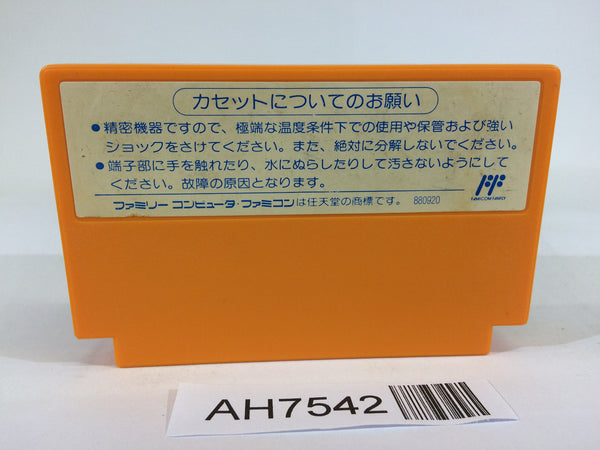 カセットについてのお願い
●精密機器ですので、極端な温度条件下での使用や保管および強い
ショックをさけてください。また、絶対に分解しないでください。
●端子部に手を触れたり、水にぬらしたりして汚さないようにして
ください。故障の原因となります。
ファミリーコンピュータ・ファミコンは任天堂の商標です。 880920
FAMICOM FAMILY
AH7542